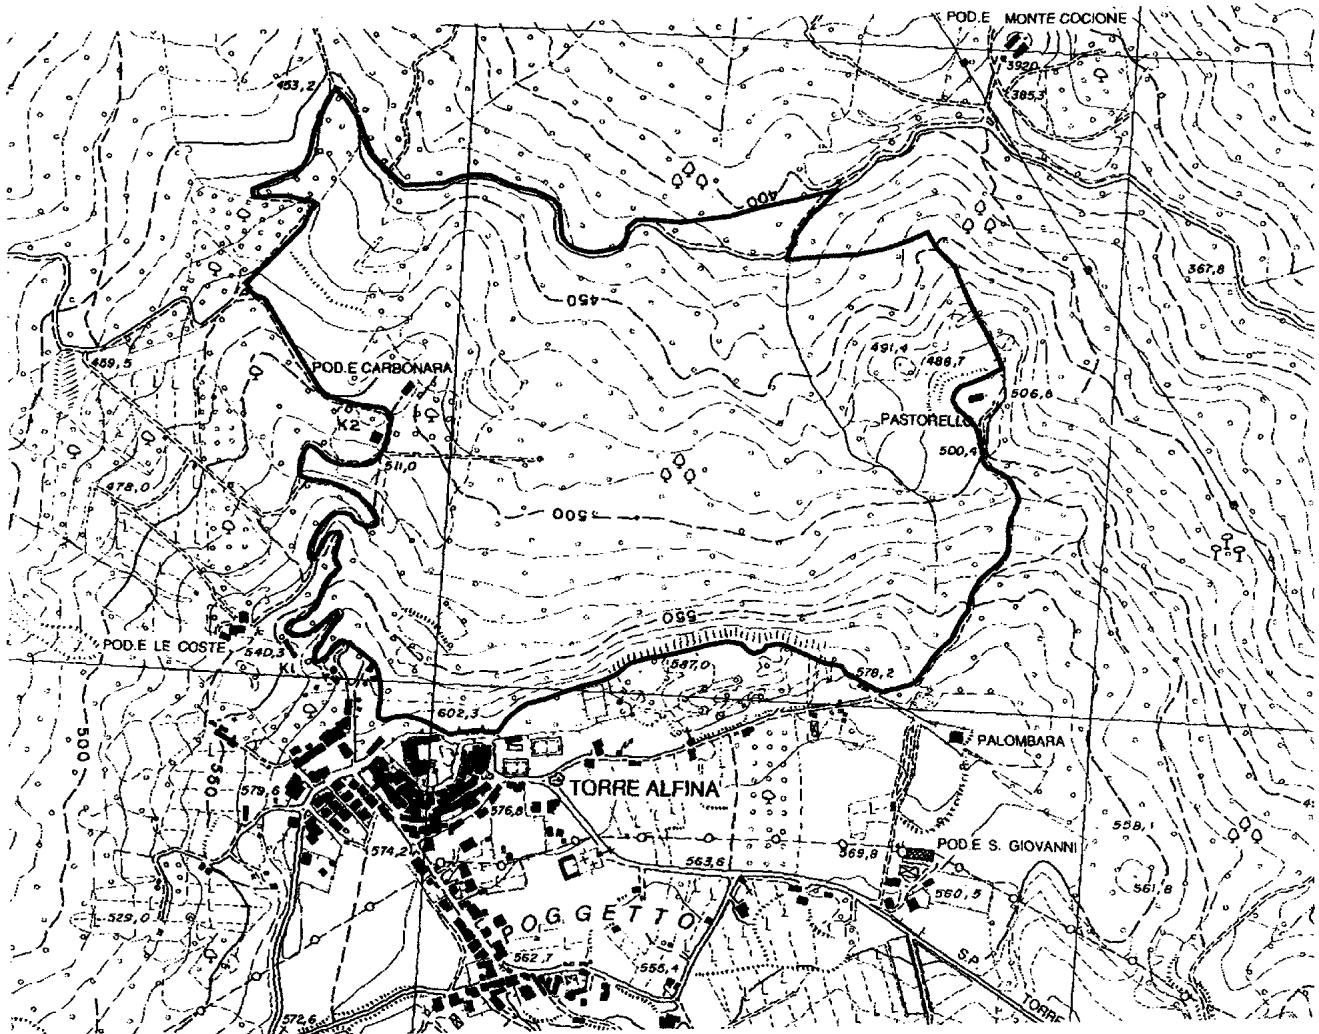 POD.E MONTE COCIONE
392,0
385,3
453,2
400
367,8
450
459,5
POD.E CARBONARA
491,4
486,7
506,8
K2
PASTORELLO
500,4
511,0
478,0
500
550
POD.E LE COSTE
540,3
K1
587,0
578,2
602,3
500
550
PALOMBARA
TORRE ALFINA
579,6
576,8
558,1
574,2
563,6
569,8
POD.E S. GIOVANNI
561,8
560,5
529,0
POGGETTO
562,7
555,4
S.P.
TORRE
572,6